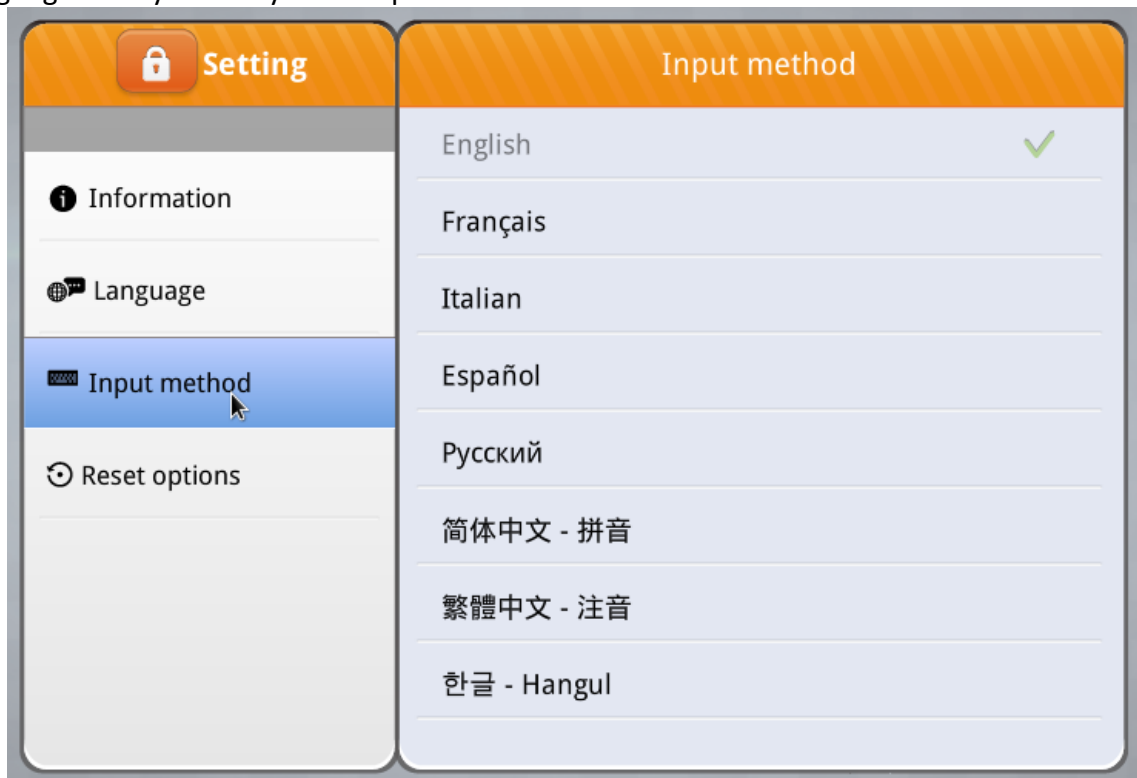 Setting
Information
Language
Input method
Reset options
Input method
English
Français
Italian
Español
Русский
简体中文 - 拼音
繁體中文 - 注音
한글 - Hangul